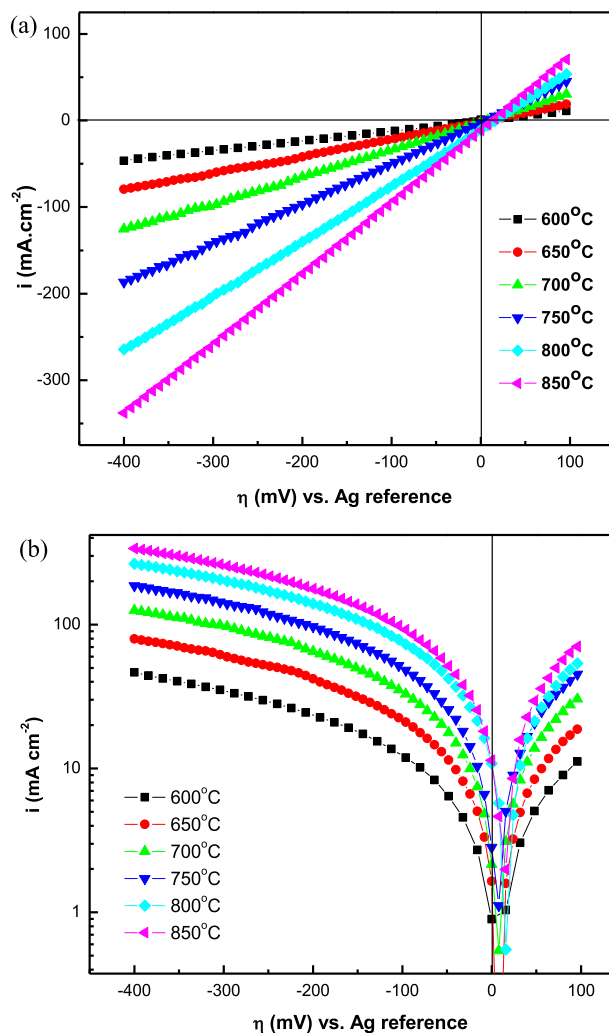 (a)
100
0
-100
-200
-300
i (mA.cm-2)
600°C
650°C
700°C
750°C
800°C
850°C
-400 -300 -200 -100 0 100
η (mV) vs. Ag reference
(b)
100
10
1
i (mA cm-2)
600°C
650°C
700°C
750°C
800°C
850°C
-400 -300 -200 -100 0 100
η (mV) vs. Ag reference